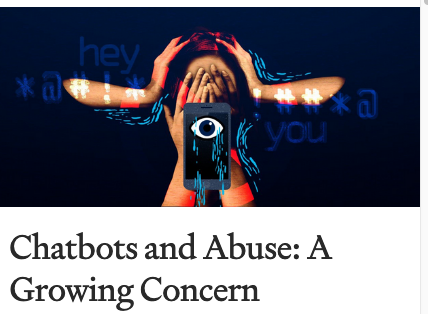 hey
*@#!*
!##*@
you
Chatbots and Abuse: A
Growing Concern